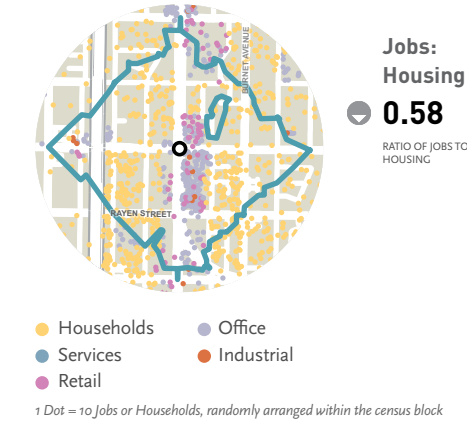 BURNET AVENUE
RAYEN STREET
Jobs:
Housing
0.58
RATIO OF JOBS TO
HOUSING
Households
Office
Services
Industrial
Retail
1 Dot = 10 Jobs or Households, randomly arranged within the census block